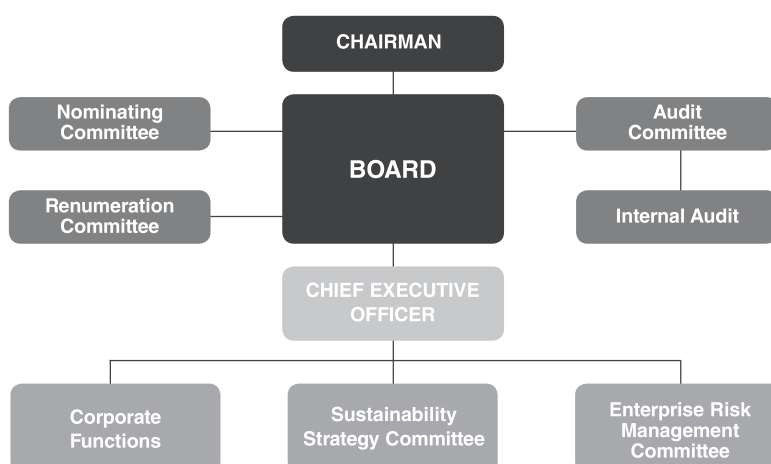 CHAIRMAN
Nominating
Committee
BOARD
Audit
Committee
Renumeration
Committee
Internal Audit
CHIEF EXECUTIVE
OFFICER
Corporate
Functions
Sustainability
Strategy Committee
Enterprise Risk
Management
Committee